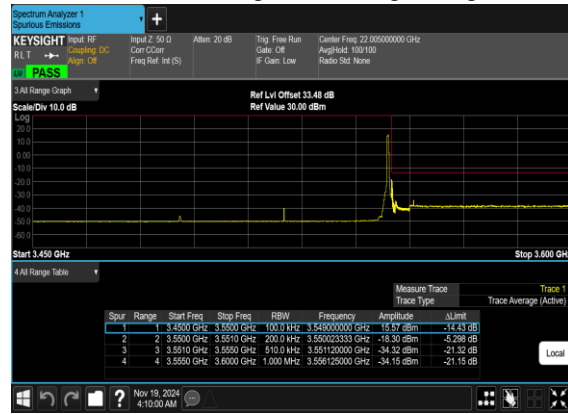 Spectrum Analyzer 1
Spurious Emissions
+
KEYSIGHT Input: RF Input Z: 50 Ω Atten: 20 dB Trig: Free Run Center Freq: 22.005000000 GHz
RLT Coupling: DC Corr CCorr Gate: Off Avg|Hold: 100/100
Align: Off Freq Ref: Int (S) IF Gain: Low Radio Std: None
PASS
3 All Range Graph Ref Lvl Offset 33.48 dB
Scale/Div 10.0 dB Ref Value 30.00 dBm
Log
20.0
10.0
0.00
-10.0
-20.0
-30.0
-40.0
-50.0
-60.0
Start 3.450 GHz Stop 3.600 GHz
4 All Range Table
Measure Trace Trace 1
Trace Type Trace Average (Active)
Spur Range Start Freq Stop Freq RBW Frequency Amplitude ΔLimit
1 1 3.4500 GHz 3.5500 GHz 100.0 kHz 3.549000000 GHz 15.57 dBm -14.43 dB
2 2 3.5500 GHz 3.5510 GHz 200.0 kHz 3.550023333 GHz -18.30 dBm -5.298 dB
3 3 3.5510 GHz 3.5550 GHz 510.0 kHz 3.551120000 GHz -34.32 dBm -21.32 dB
4 4 3.5550 GHz 3.6000 GHz 1.000 MHz 3.556125000 GHz -34.15 dBm -21.15 dB
Local
? Nov 19, 2024
4:10:00 AM